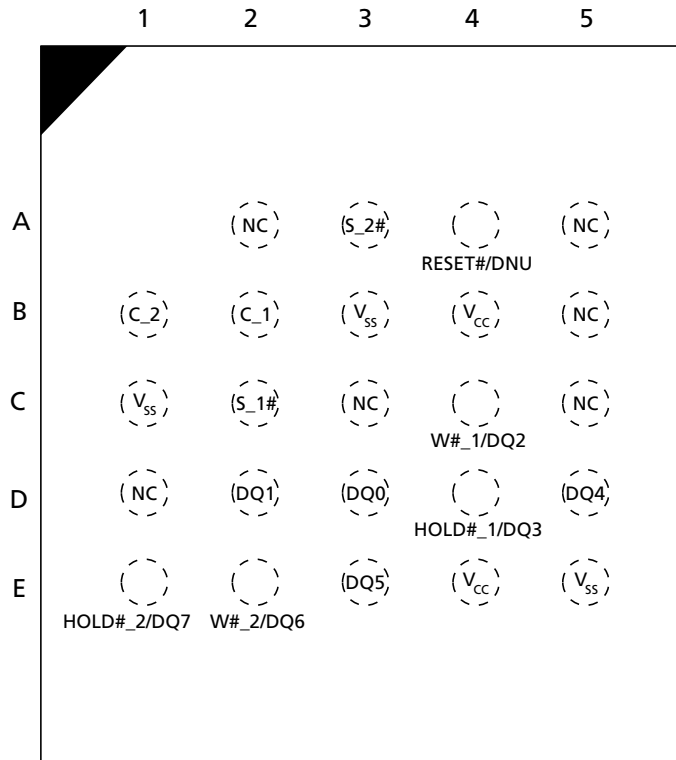 1 2 3 4 5
A NC S_2# NC
RESET#/DNU
B C_2 C_1 VSS VCC NC
C VSS S_1# NC NC
W#_1/DQ2
D NC DQ1 DQ0 DQ4
HOLD#_1/DQ3
E DQ5 VCC VSS
HOLD#_2/DQ7 W#_2/DQ6